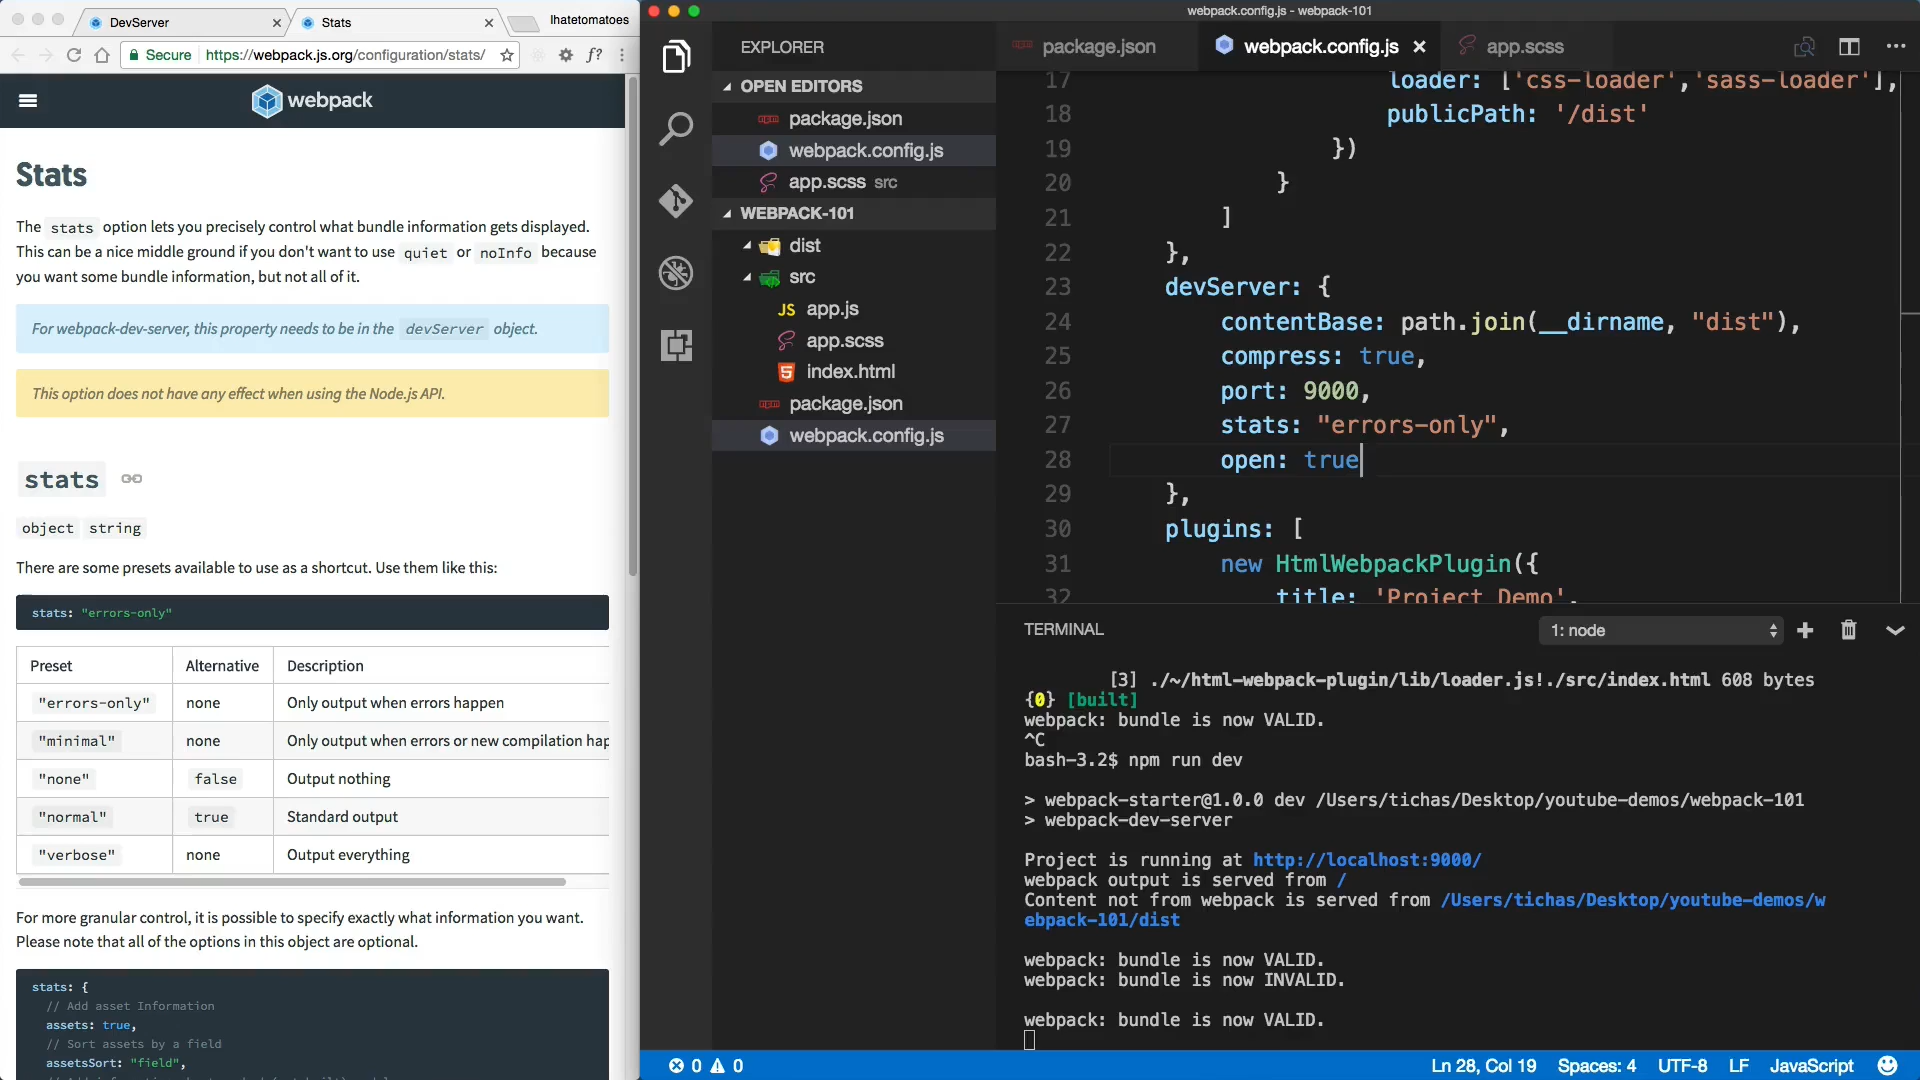 DevServer
Stats
Ihatetomatoes
Secure
https://webpack.js.org/configuration/stats/
f?
webpack
Stats
The stats option lets you precisely control what bundle information gets displayed.
This can be a nice middle ground if you don't want to use quiet or noInfo because
you want some bundle information, but not all of it.
For webpack-dev-server, this property needs to be in the devServer object.
This option does not have any effect when using the Node.js API.
stats
object string
There are some presets available to use as a shortcut. Use them like this:
stats: "errors-only"
Preset Alternative Description
"errors-only" none Only output when errors happen
"minimal" none Only output when errors or new compilation hap
"none" false Output nothing
"normal" true Standard output
"verbose" none Output everything
For more granular control, it is possible to specify exactly what information you want.
Please note that all of the options in this object are optional.
stats: {
// Add asset Information
assets: true,
// Sort assets by a field
assetsSort: "field",
webpack.config.js - webpack-101
EXPLORER
OPEN EDITORS
package.json
webpack.config.js
app.scss src
WEBPACK-101
dist
src
JS app.js
app.scss
5 index.html
package.json
webpack.config.js
package.json
webpack.config.js
app.scss
17 loader: ['css-loader','sass-loader'],
18 publicPath: '/dist'
19 })
20 }
21 ]
22 },
23 devServer: {
24 contentBase: path.join(__dirname, "dist"),
25 compress: true,
26 port: 9000,
27 stats: "errors-only",
28 open: true
29 },
30 plugins: [
31 new HtmlWebpackPlugin({
32 title: 'Project Demo',
TERMINAL
1: node
[3] ./~/html-webpack-plugin/lib/loader.js!./src/index.html 608 bytes
{0} [built]
webpack: bundle is now VALID.
^C
bash-3.2$ npm run dev
> webpack-starter@1.0.0 dev /Users/tichas/Desktop/youtube-demos/webpack-101
> webpack-dev-server
Project is running at http://localhost:9000/
webpack output is served from /
Content not from webpack is served from /Users/tichas/Desktop/youtube-demos/w
ebpack-101/dist
webpack: bundle is now VALID.
webpack: bundle is now INVALID.
webpack: bundle is now VALID.
0 0
Ln 28, Col 19
Spaces: 4
UTF-8
LF
JavaScript